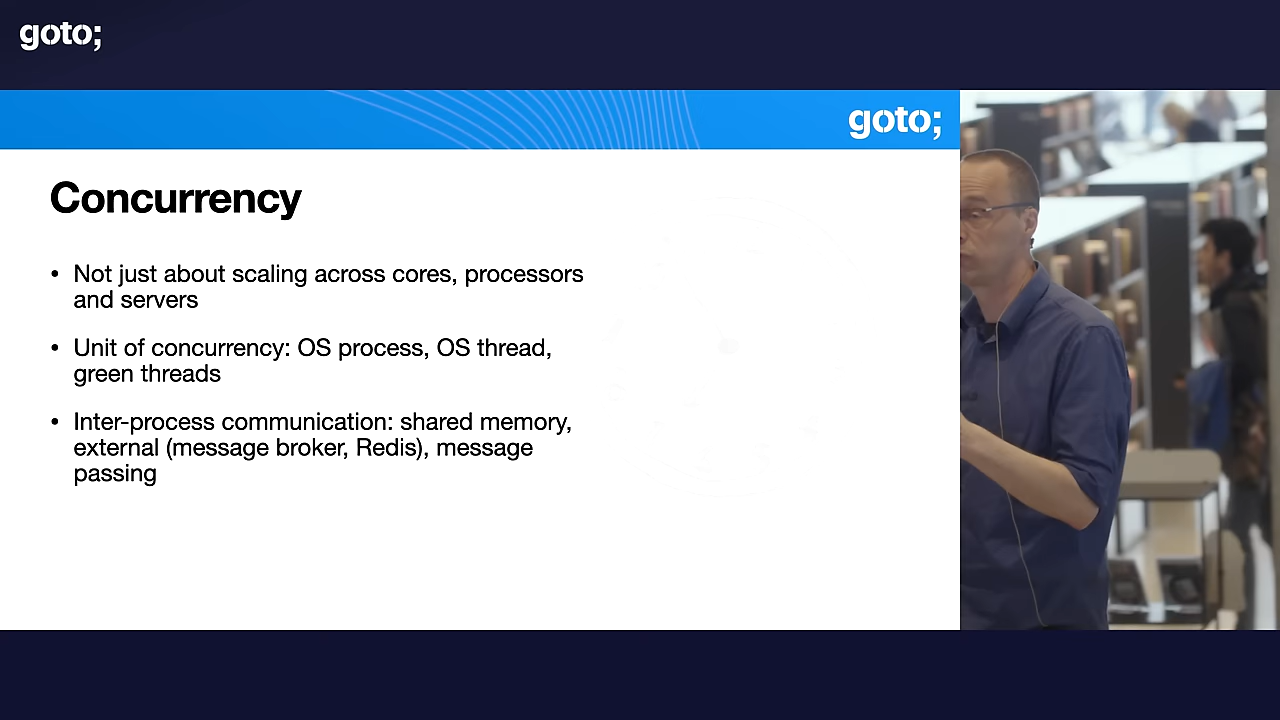 goto;
goto;
Concurrency
• Not just about scaling across cores, processors
and servers
• Unit of concurrency: OS process, OS thread,
green threads
• Inter-process communication: shared memory,
external (message broker, Redis), message
passing